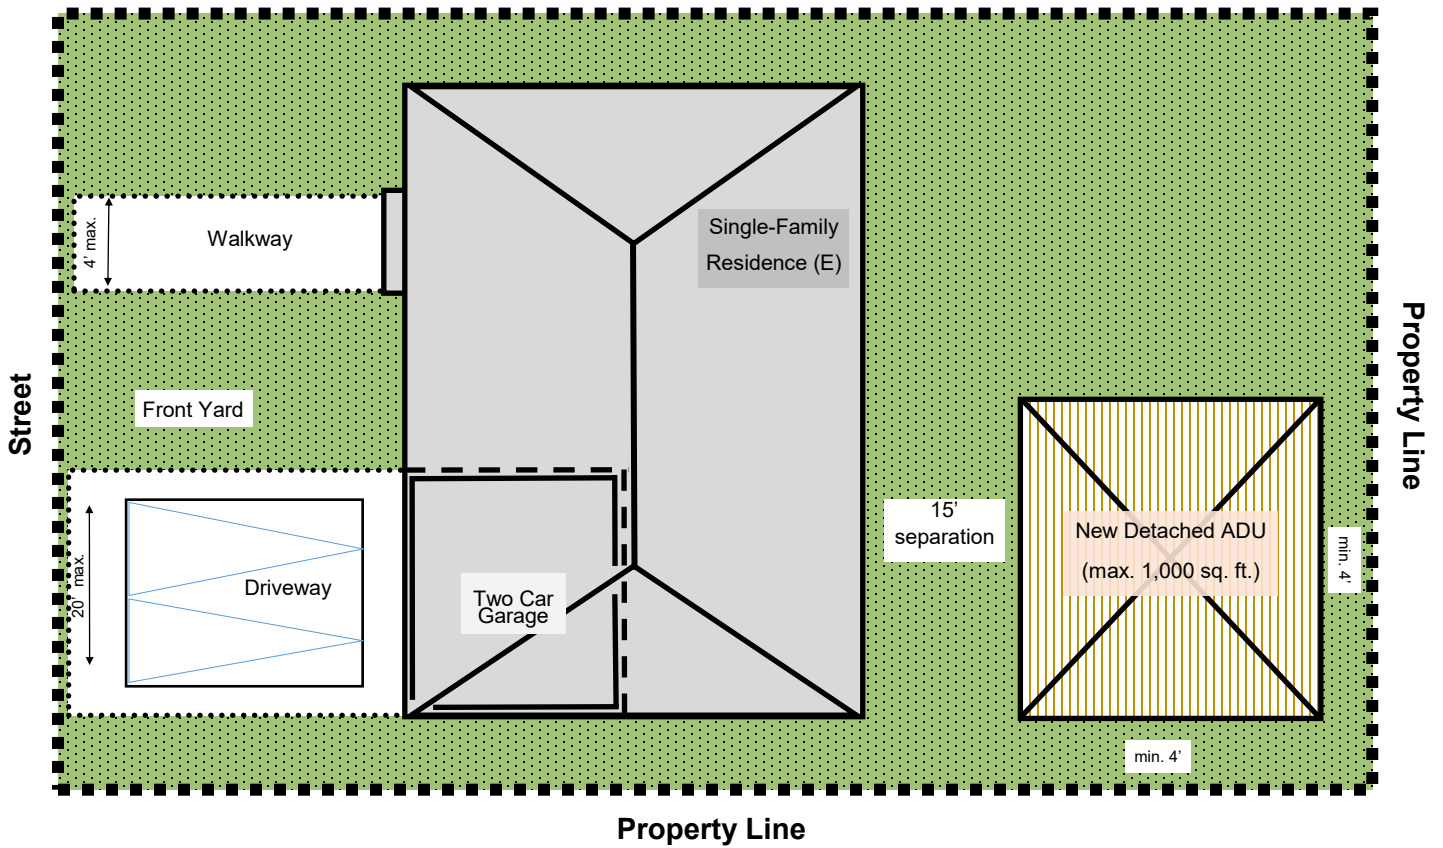 Single-Family
Residence (E)
Walkway
4’ max.
Street
Property Line
Front Yard
15’
separation
New Detached ADU
(max. 1,000 sq. ft.)
min. 4’
20’ max.
Driveway
Two Car
Garage
min. 4’
Property Line